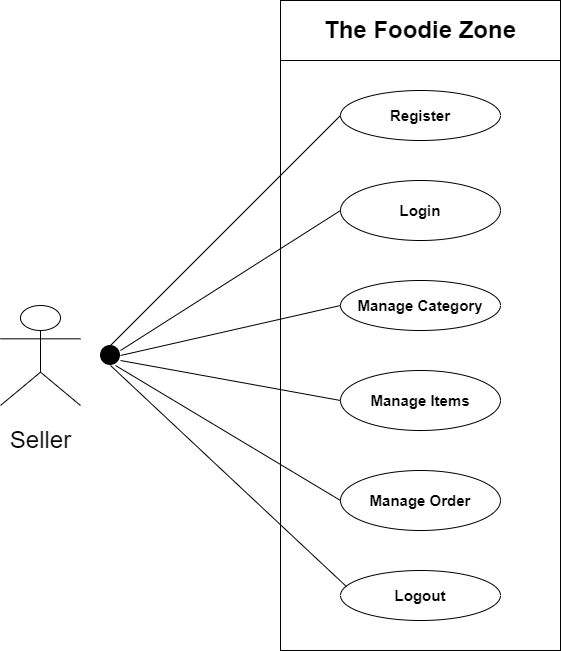 The Foodie Zone
Register
Login
Manage Category
Manage Items
Manage Order
Logout
Seller